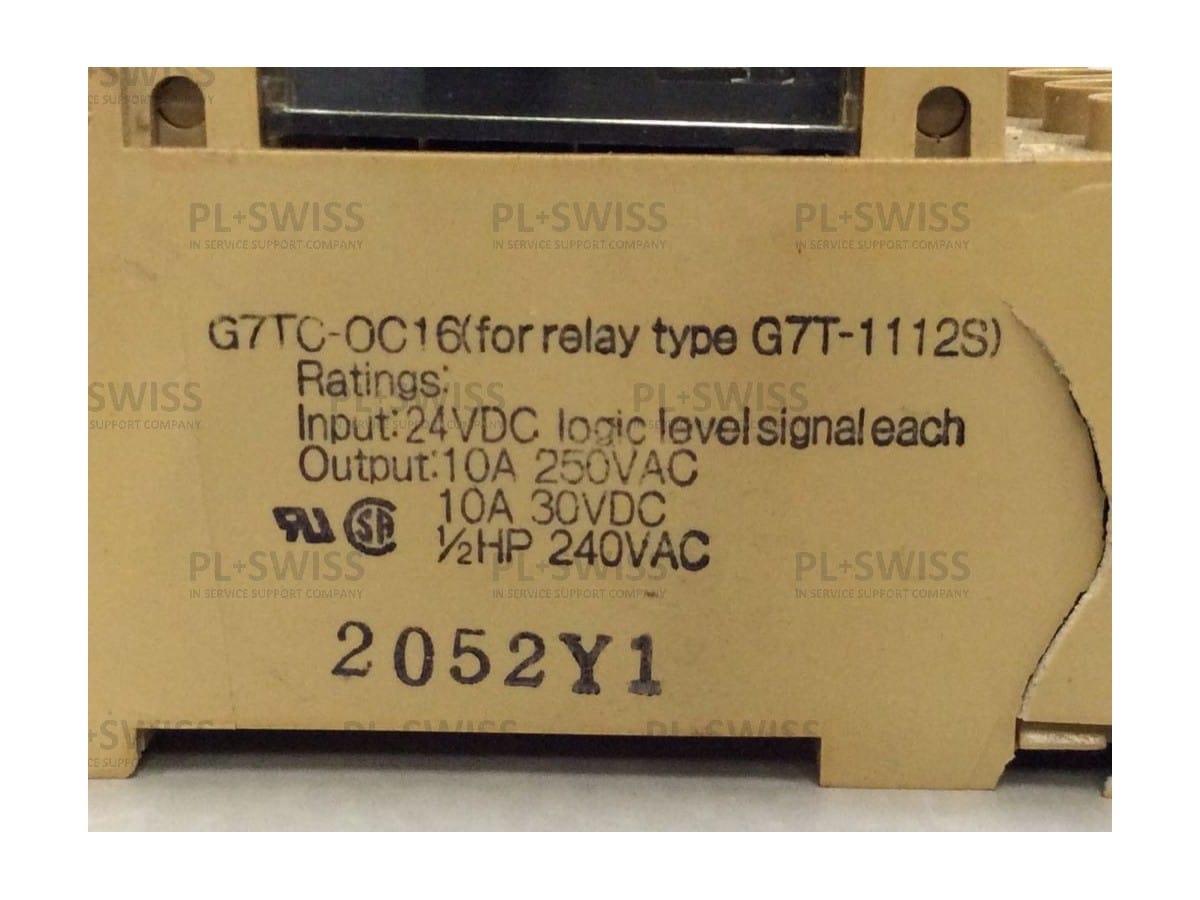 G7TC-OC16(for relay type G7T-1112S)
Ratings:
Input:24VDC logic level signal each
Output:10A 250VAC
10A 30VDC
½HP 240VAC
2052Y1
PL+SWISS
IN SERVICE SUPPORT COMPANY